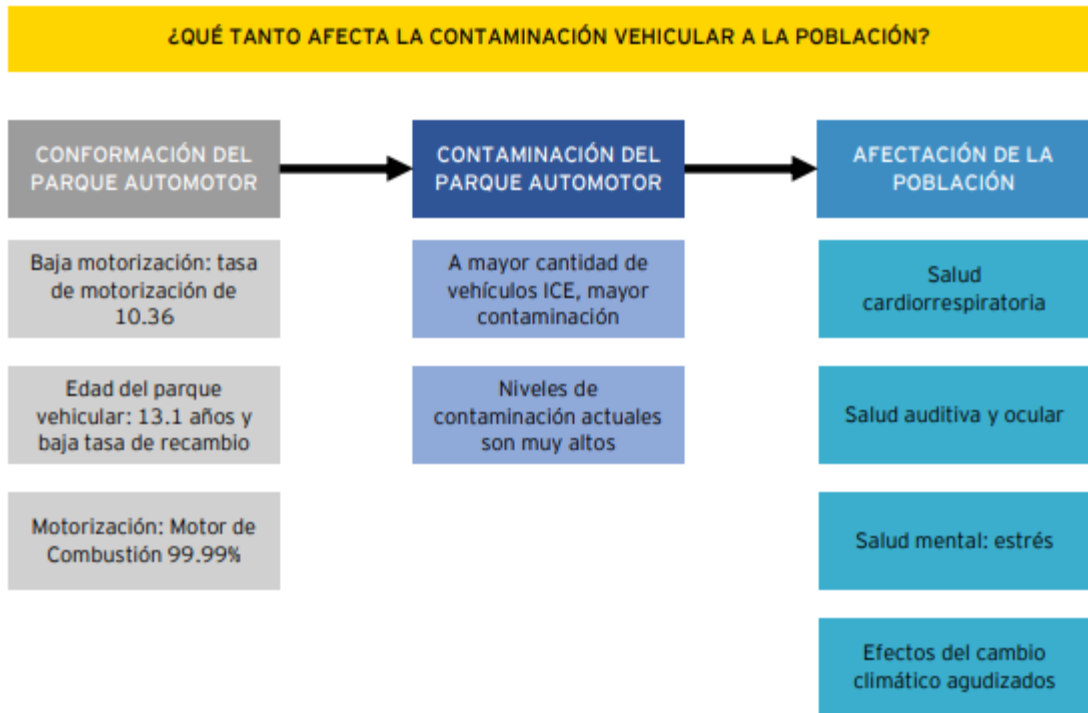 ¿QUÉ TANTO AFECTA LA CONTAMINACIÓN VEHICULAR A LA POBLACIÓN?
CONFORMACIÓN DEL
PARQUE AUTOMOTOR
Baja motorización: tasa
de motorización de
10.36
Edad del parque
vehicular: 13.1 años y
baja tasa de recambio
Motorización: Motor de
Combustión 99.99%
CONTAMINACIÓN DEL
PARQUE AUTOMOTOR
A mayor cantidad de
vehículos ICE, mayor
contaminación
Niveles de
contaminación actuales
son muy altos
AFECTACIÓN DE LA
POBLACIÓN
Salud
cardiorrespiratoria
Salud auditiva y ocular
Salud mental: estrés
Efectos del cambio
climático agudizados